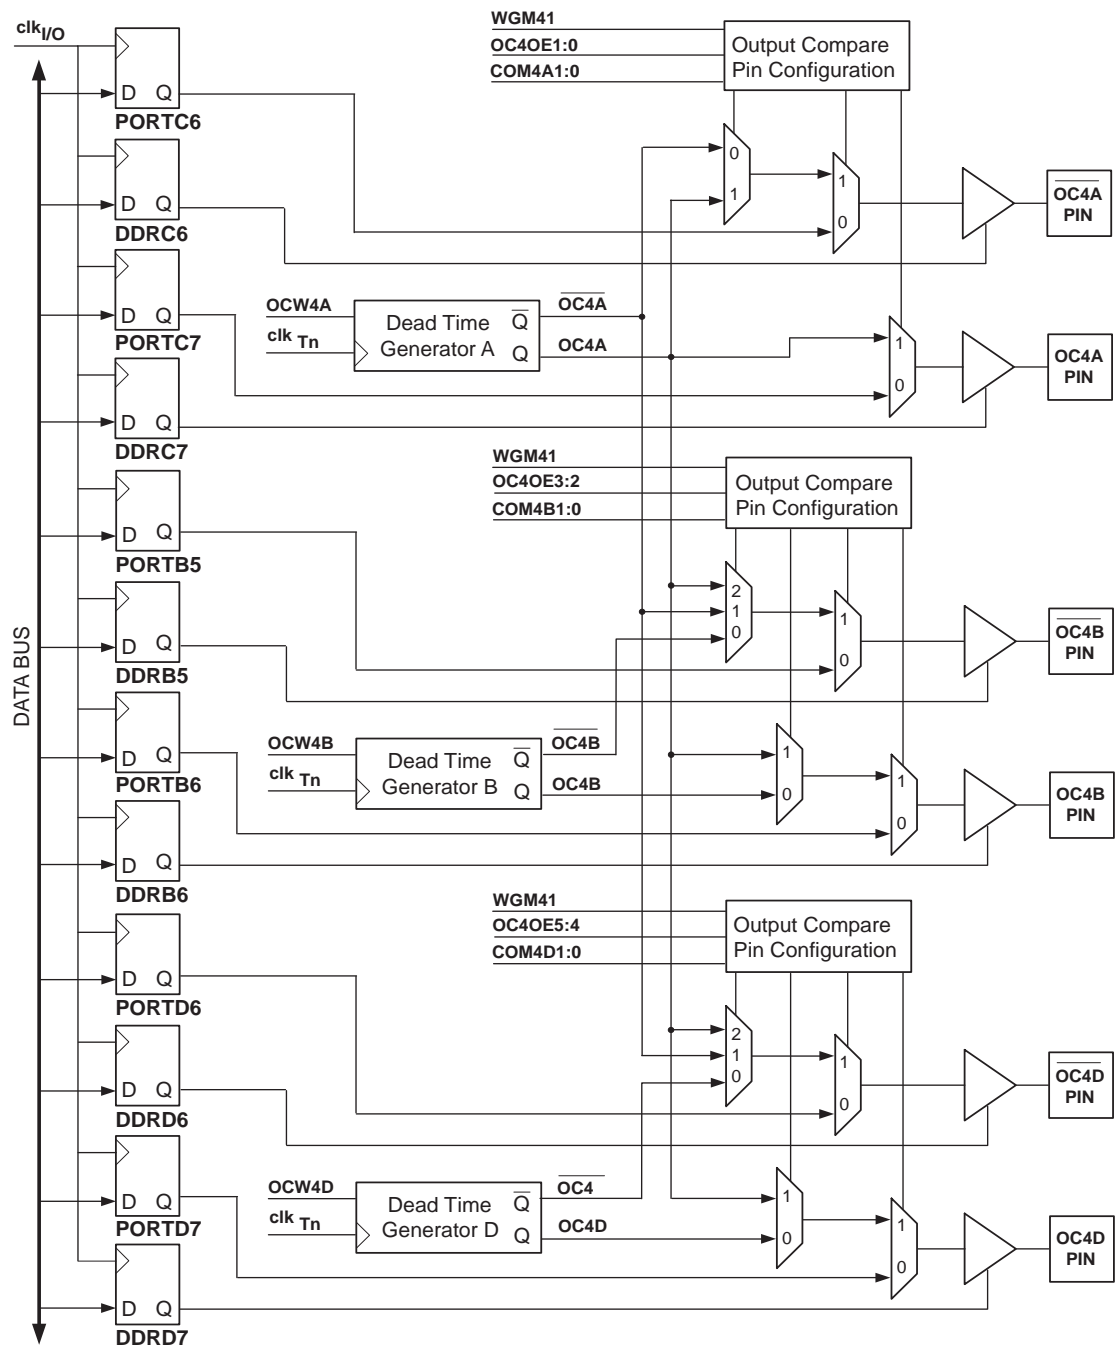 clk I/O
WGM41
OC4OE1:0
COM4A1:0
Output Compare
Pin Configuration
D Q
PORTC6
0
1
1
0
D Q
DDRC6
OC4A
PIN
OCW4A
clk Tn
Dead Time
Generator A
Q
Q
OC4A
OC4A
D Q
PORTC7
1
0
OC4A
PIN
D Q
DDRC7
WGM41
OC4OE3:2
COM4B1:0
Output Compare
Pin Configuration
D Q
PORTB5
2
1
0
1
0
OC4B
PIN
DATA BUS
D Q
DDRB5
OCW4B
clk Tn
Dead Time
Generator B
Q
Q
OC4B
OC4B
D Q
PORTB6
1
0
1
0
OC4B
PIN
D Q
DDRB6
WGM41
OC4OE5:4
COM4D1:0
Output Compare
Pin Configuration
D Q
PORTD6
2
1
0
1
0
OC4D
PIN
D Q
DDRD6
OCW4D
clk Tn
Dead Time
Generator D
Q
Q
OC4
OC4D
D Q
PORTD7
1
0
1
0
OC4D
PIN
D Q
DDRD7